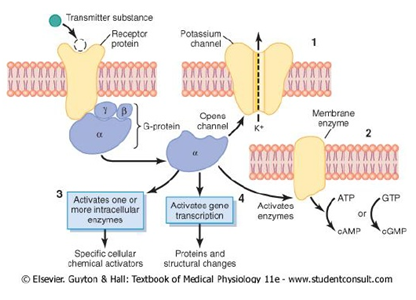 Transmitter substance
Receptor
protein
Potassium
channel
1
γ
β
α
G-protein
Opens
channel
K+
Membrane
enzyme
2
α
3
Activates one or
more intracellular
enzymes
Activates gene
transcription
4
Activates
enzymes
ATP
GTP
or
cAMP
cGMP
Specific cellular
chemical activators
Proteins and
structural changes
© Elsevier. Guyton & Hall: Textbook of Medical Physiology 11e - www.studentconsult.com